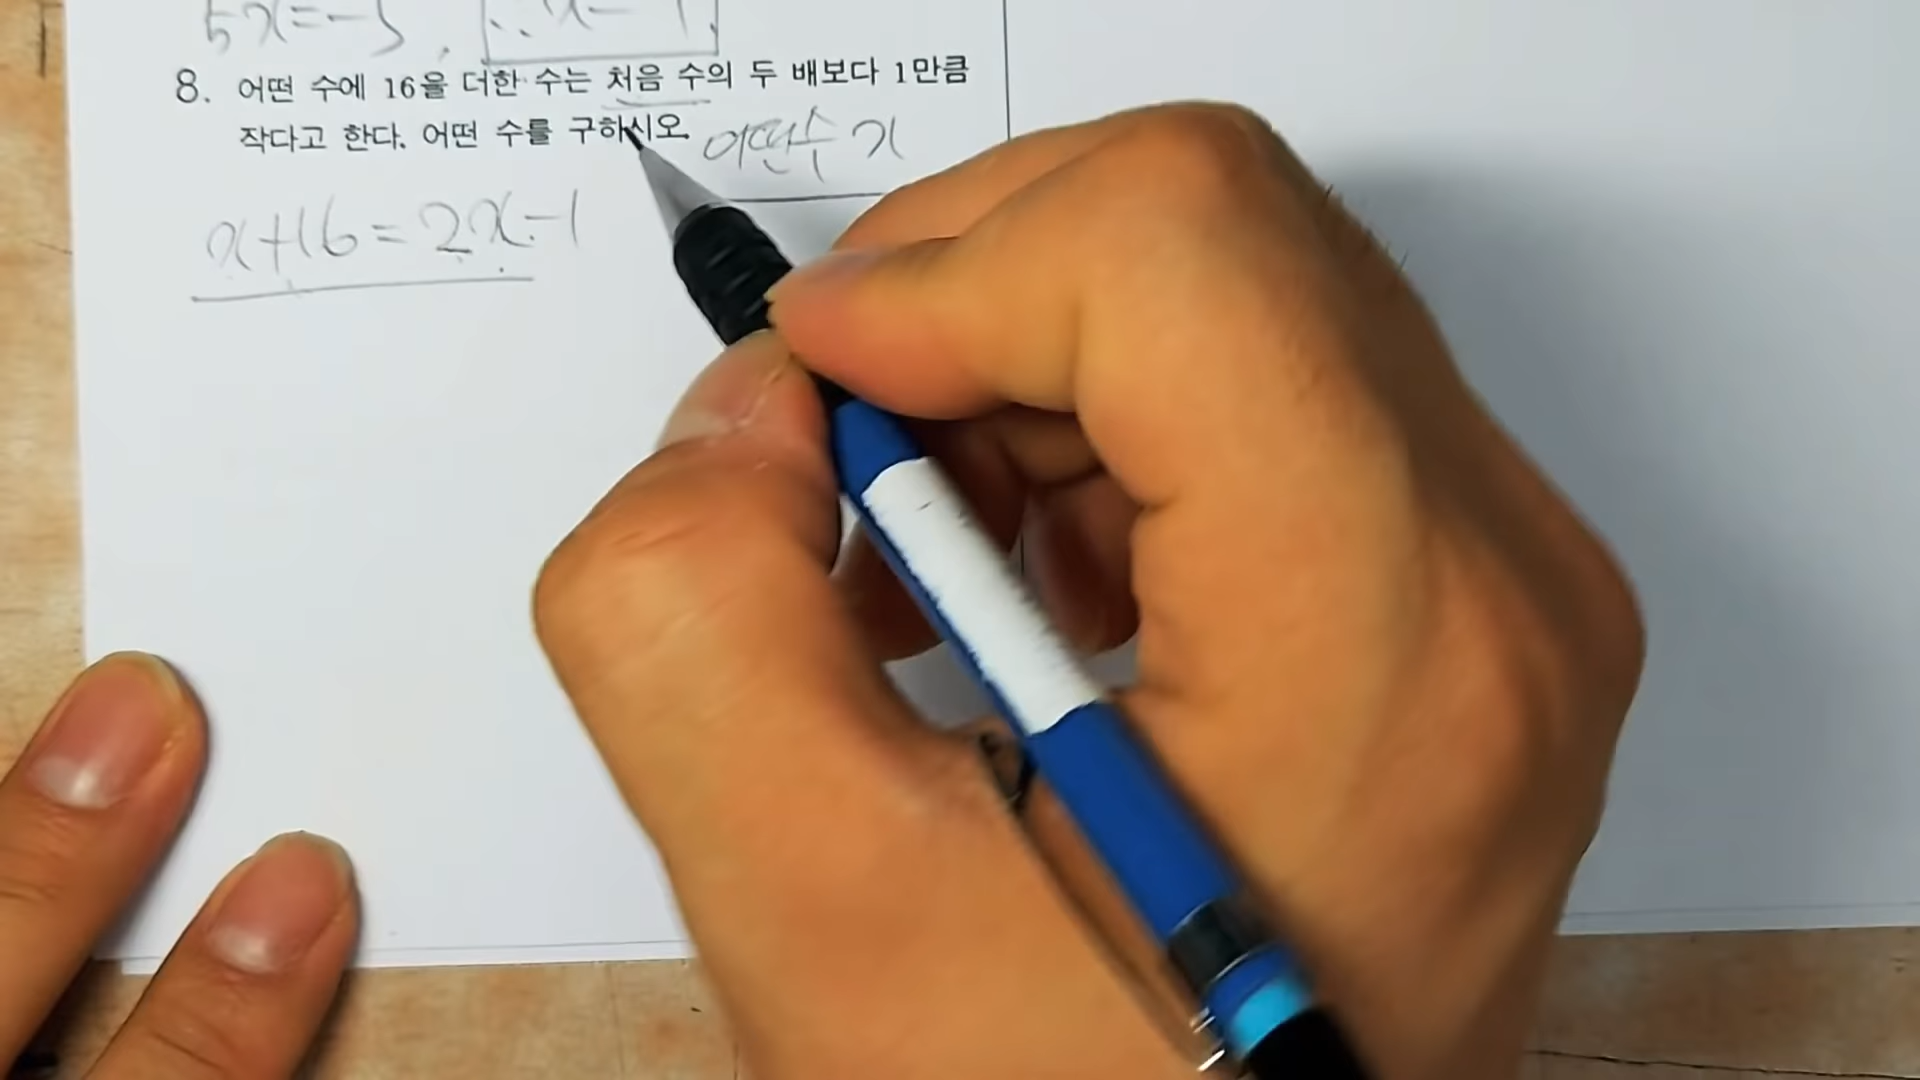 5x=-5
8. 어떤 수에 16을 더한 수는 처음 수의 두 배보다 1만큼
작다고 한다. 어떤 수를 구하시오.
어떤수 x
x+16=2x-1